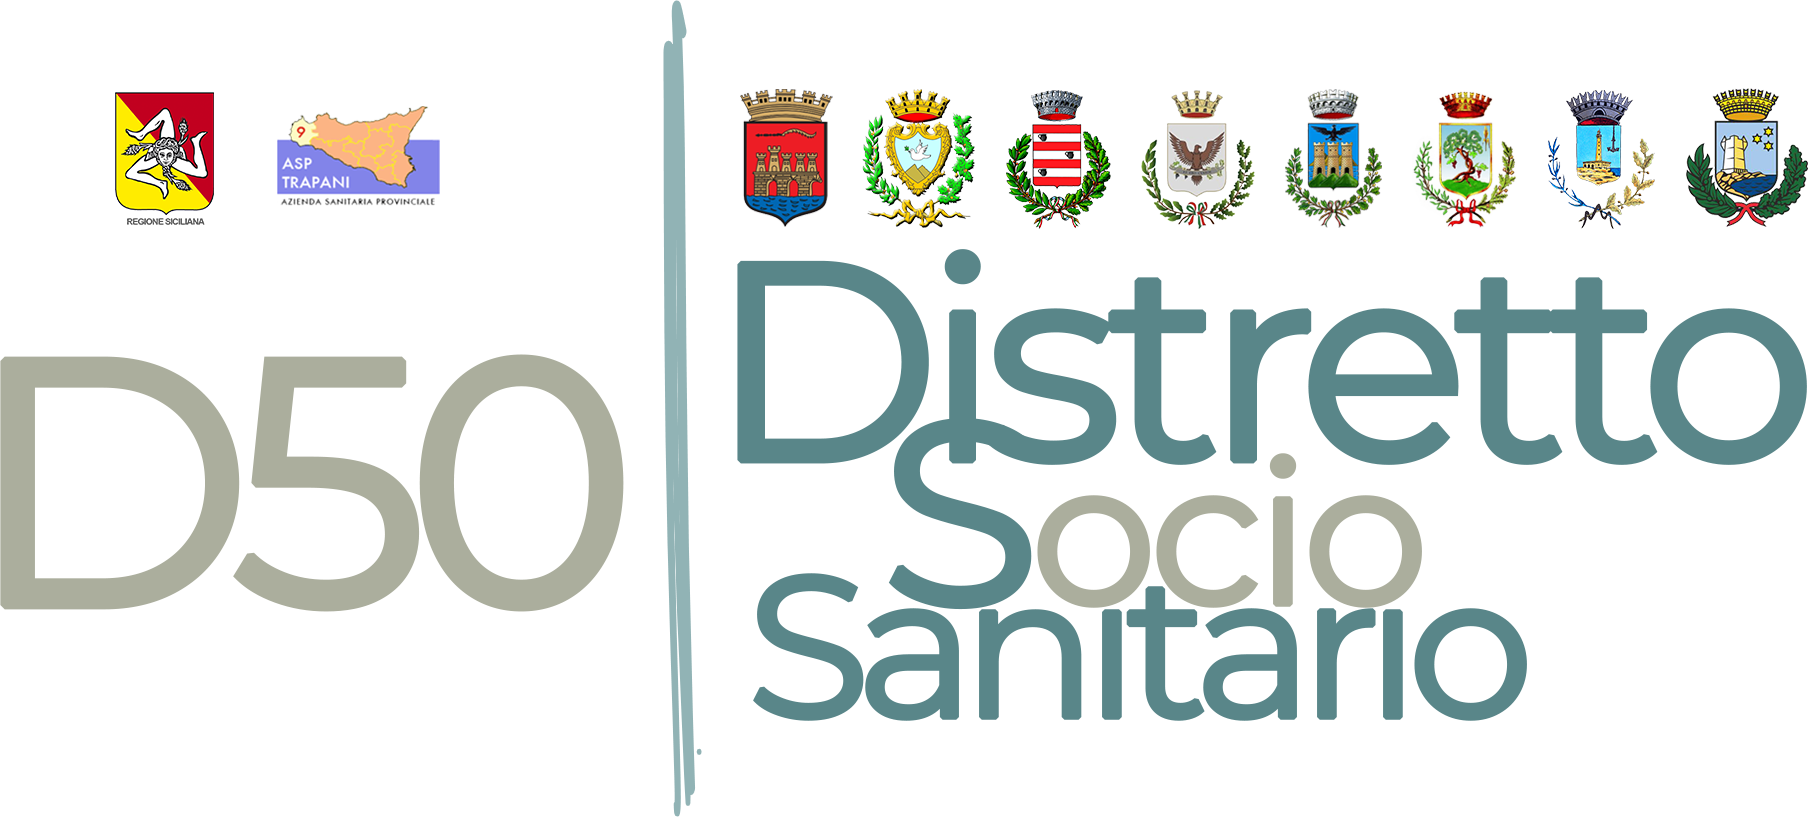 REGIONE SICILIANA
9
ASP
TRAPANI
AZIENDA SANITARIA PROVINCIALE
D50
Distretto
Socio
Sanitario